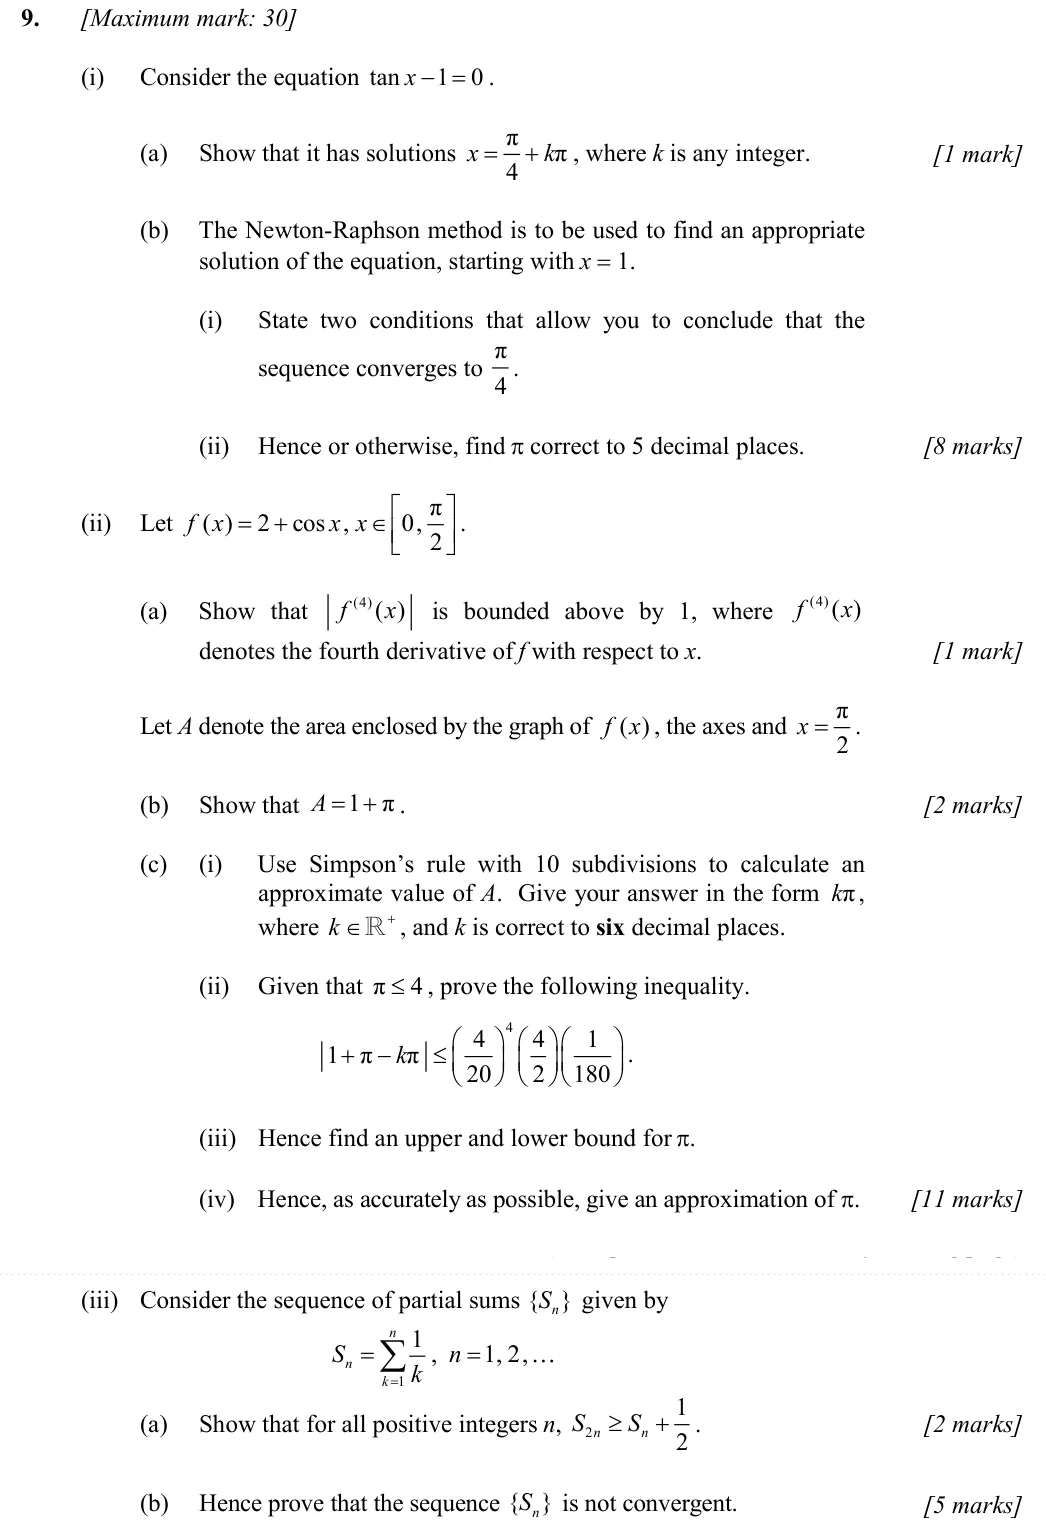 9. [Maximum mark: 30]
(i) Consider the equation tan x − 1 = 0 .
(a) Show that it has solutions x = π/4 + kπ , where k is any integer. [1 mark]
(b) The Newton-Raphson method is to be used to find an appropriate
solution of the equation, starting with x = 1.
(i) State two conditions that allow you to conclude that the
sequence converges to π/4 .
(ii) Hence or otherwise, find π correct to 5 decimal places. [8 marks]
(ii) Let f (x) = 2 + cos x, x ∈ [0, π/2] .
(a) Show that |f⁽⁴⁾(x)| is bounded above by 1, where f⁽⁴⁾(x)
denotes the fourth derivative of f with respect to x. [1 mark]
Let A denote the area enclosed by the graph of f (x) , the axes and x = π/2 .
(b) Show that A = 1 + π . [2 marks]
(c) (i) Use Simpson’s rule with 10 subdivisions to calculate an
approximate value of A. Give your answer in the form kπ ,
where k ∈ ℝ⁺ , and k is correct to six decimal places.
(ii) Given that π ≤ 4 , prove the following inequality.
|1 + π − kπ| ≤ (4/20)⁴ (4/2)(1/180) .
(iii) Hence find an upper and lower bound for π.
(iv) Hence, as accurately as possible, give an approximation of π. [11 marks]
(iii) Consider the sequence of partial sums {Sₙ} given by
Sₙ = ∑ₖ₌₁ⁿ 1/k , n = 1, 2, …
(a) Show that for all positive integers n, S₂ₙ ≥ Sₙ + 1/2 . [2 marks]
(b) Hence prove that the sequence {Sₙ} is not convergent. [5 marks]